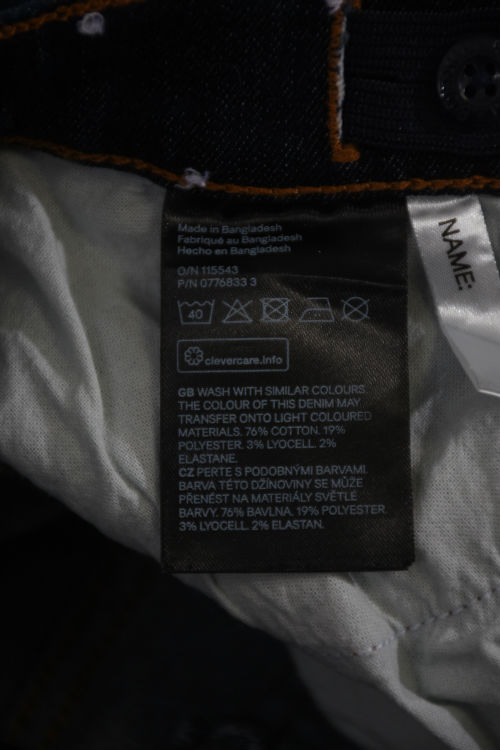 Made in Bangladesh
Fabriqué au Bangladesh
Hecho en Bangladesh
O/N 115543
P/N 0776833 3
40
clevercare.info
GB WASH WITH SIMILAR COLOURS
THE COLOUR OF THIS DENIM MAY
TRANSFER ONTO LIGHT COLOURED
MATERIALS. 76% COTTON. 19%
POLYESTER. 3% LYOCELL. 2%
ELASTANE.
CZ PERTE S PODOBNÝMI BARVAMI.
BARVA TÉTO DŽÍNOVINY SE MŮŽE
PŘENÉST NA MATERIÁLY SVĚTLÉ
BARVY. 76% BAVLNA. 19% POLYESTER.
3% LYOCELL. 2% ELASTAN.
NAME: